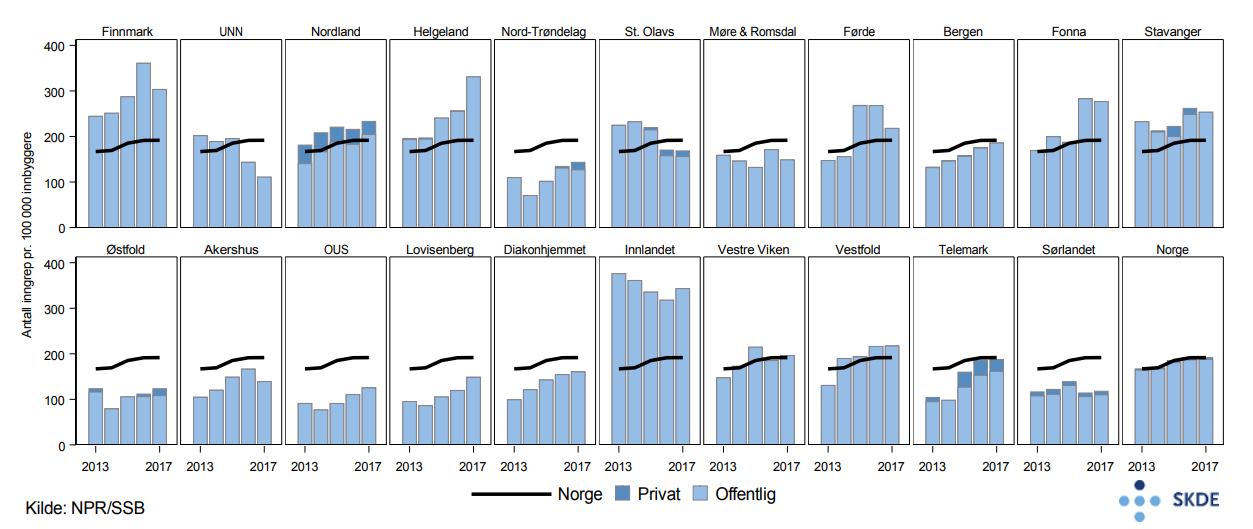 Finnmark UNN Nordland Helgeland Nord-Trøndelag St. Olavs Møre & Romsdal Førde Bergen Fonna Stavanger
400
300
200
100
0
Antall inngrep pr. 100 000 innbyggere
Østfold Akershus OUS Lovisenberg Diakonhjemmet Innlandet Vestre Viken Vestfold Telemark Sørlandet Norge
400
300
200
100
0
2013 2017 2013 2017 2013 2017 2013 2017 2013 2017 2013 2017 2013 2017 2013 2017 2013 2017 2013 2017 2013 2017
Norge Privat Offentlig
Kilde: NPR/SSB
SKDE